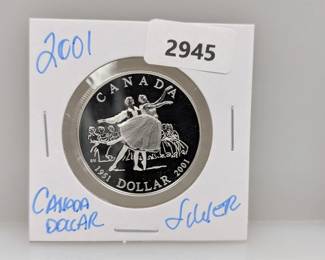 2001
2945
CANADA
1951 DOLLAR 2001
CANADA
DOLLAR
SILVER